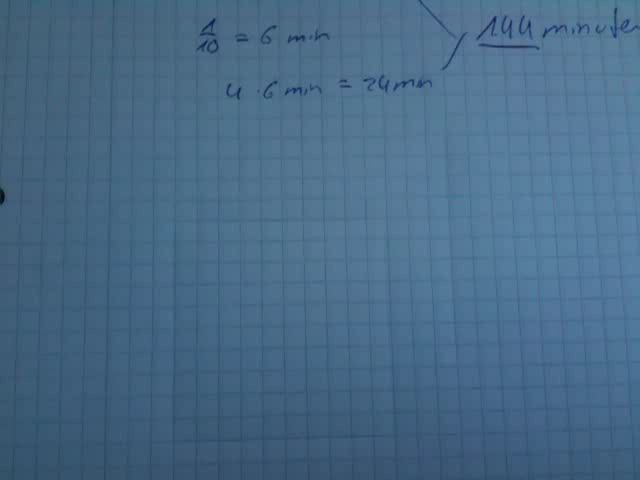 1/10 = 6 min
144 minuten
4 · 6 min = 24 min